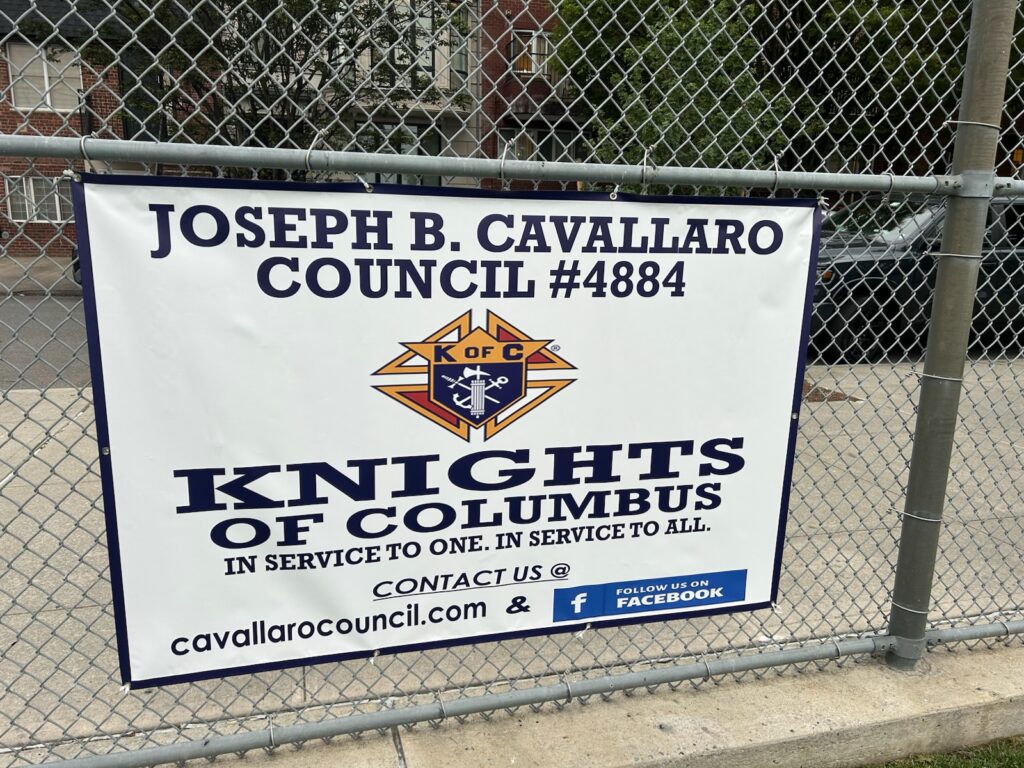 JOSEPH B. CAVALLARO
COUNCIL #4884
K OF C ®
KNIGHTS
OF COLUMBUS
IN SERVICE TO ONE. IN SERVICE TO ALL.
CONTACT US @
cavallarocouncil.com & f FOLLOW US ON
FACEBOOK